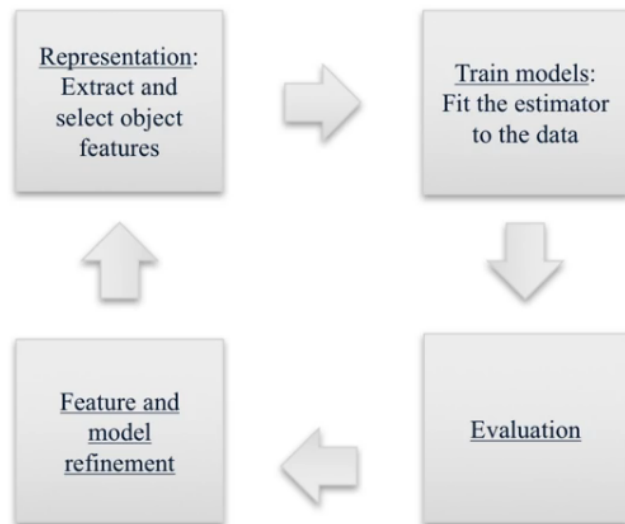 Representation:
Extract and
select object
features
Train models:
Fit the estimator
to the data
Feature and
model
refinement
Evaluation